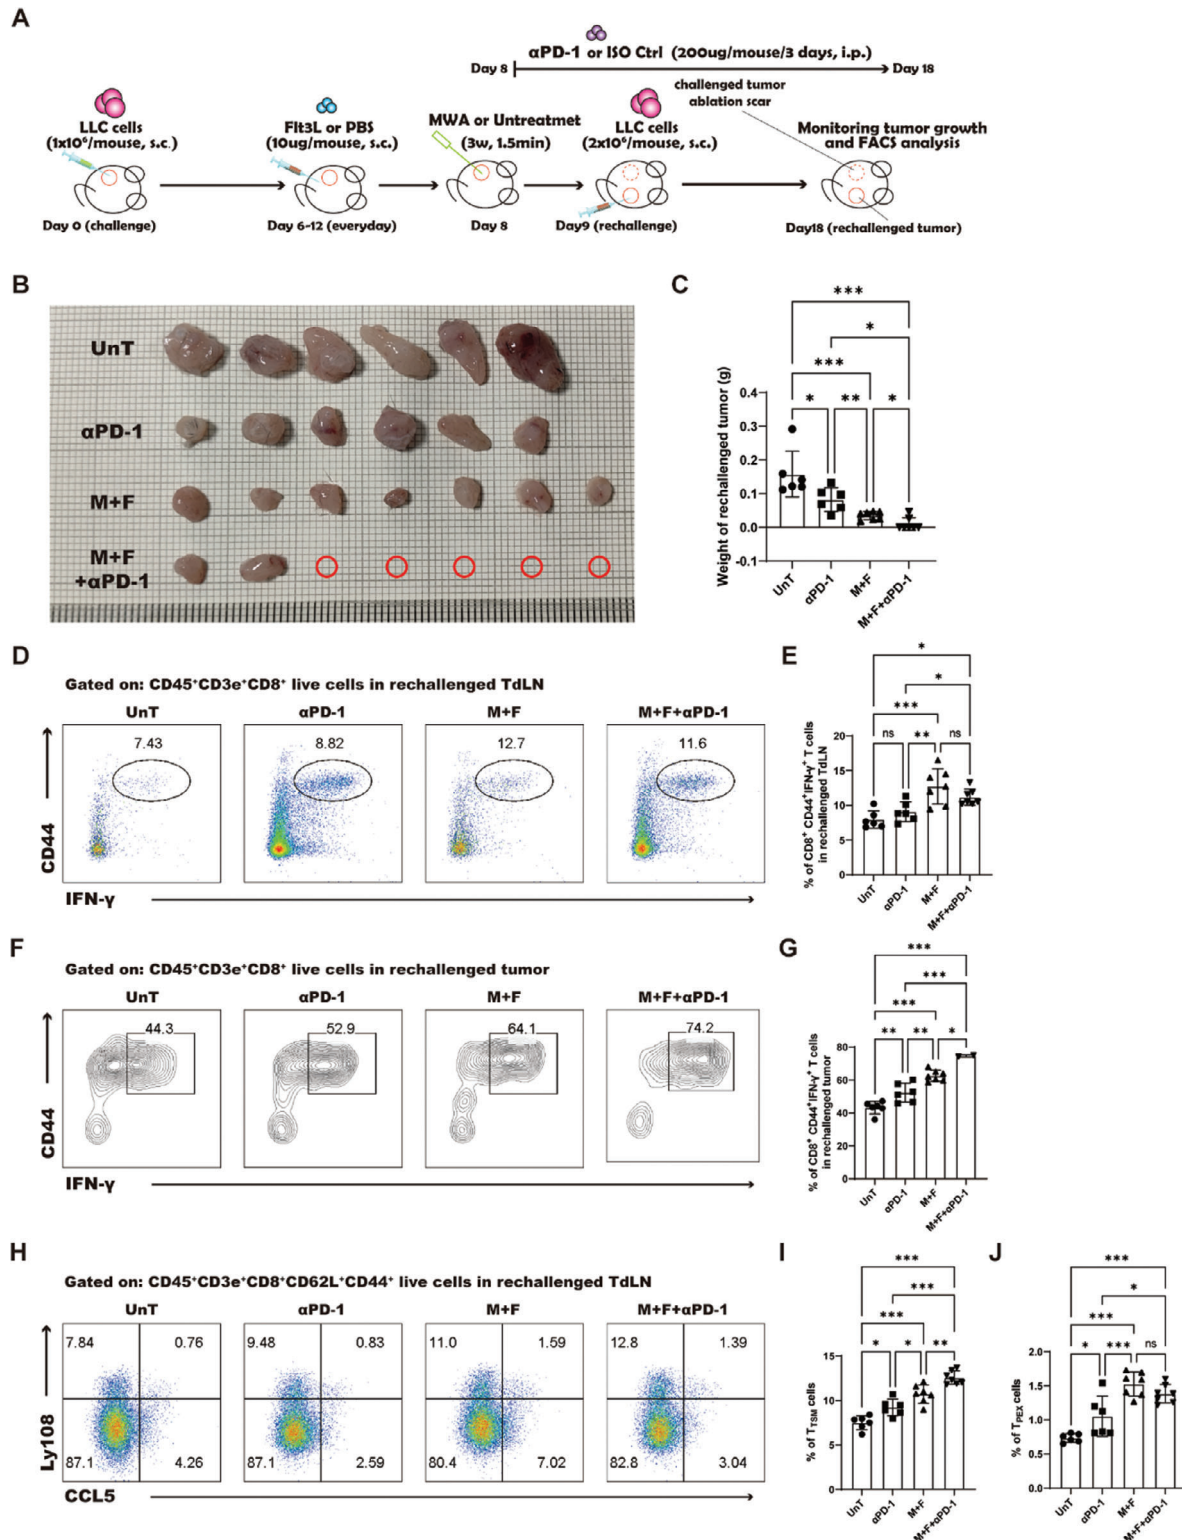 A
αPD-1 or ISO Ctrl (200ug/mouse/3 days, i.p.)
Day 8
Day 18
challenged tumor
ablation scar
LLC cells
(1x10⁶/mouse, s.c.)
Flt3L or PBS
(10ug/mouse, s.c.)
MWA or Untreatmet
(3w, 1.5min)
LLC cells
(2x10⁶/mouse, s.c.)
Monitoring tumor growth
and FACS analysis
Day 0 (challenge)
Day 6-12 (everyday)
Day 8
Day9 (rechallenge)
Day18 (rechallenged tumor)
B
UnT
αPD-1
M+F
M+F
+αPD-1
C
***
*
***
* ** *
Weight of rechallenged tumor (g)
0.4
0.3
0.2
0.1
0.0
-0.1
UnT
αPD-1
M+F
M+F+αPD-1
D
Gated on: CD45⁺CD3e⁺CD8⁺ live cells in rechallenged TdLN
UnT αPD-1 M+F M+F+αPD-1
7.43 8.82 12.7 11.6
CD44
IFN-γ
E
*
*
***
ns ** ns
% of CD8⁺ CD44⁺IFN-γ⁺ T cells
in rechallenged TdLN
20
15
10
5
0
UnT
αPD-1
M+F
M+F+αPD-1
F
Gated on: CD45⁺CD3e⁺CD8⁺ live cells in rechallenged tumor
UnT αPD-1 M+F M+F+αPD-1
44.3 52.9 64.1 74.2
CD44
IFN-γ
G
***
***
***
** ** *
% of CD8⁺ CD44⁺IFN-γ⁺ T cells
in rechallenged tumor
80
60
40
20
0
UnT
αPD-1
M+F
M+F+αPD-1
H
Gated on: CD45⁺CD3e⁺CD8⁺CD62L⁺CD44⁺ live cells in rechallenged TdLN
UnT αPD-1 M+F M+F+αPD-1
7.84 0.76 9.48 0.83 11.0 1.59 12.8 1.39
87.1 4.26 87.1 2.59 80.4 7.02 82.8 3.04
Ly108
CCL5
I
***
***
***
* * **
% of TTSM cells
15
10
5
0
UnT
αPD-1
M+F
M+F+αPD-1
J
***
*
***
* *** ns
% of TPEX cells
2.0
1.5
1.0
0.5
0.0
UnT
αPD-1
M+F
M+F+αPD-1